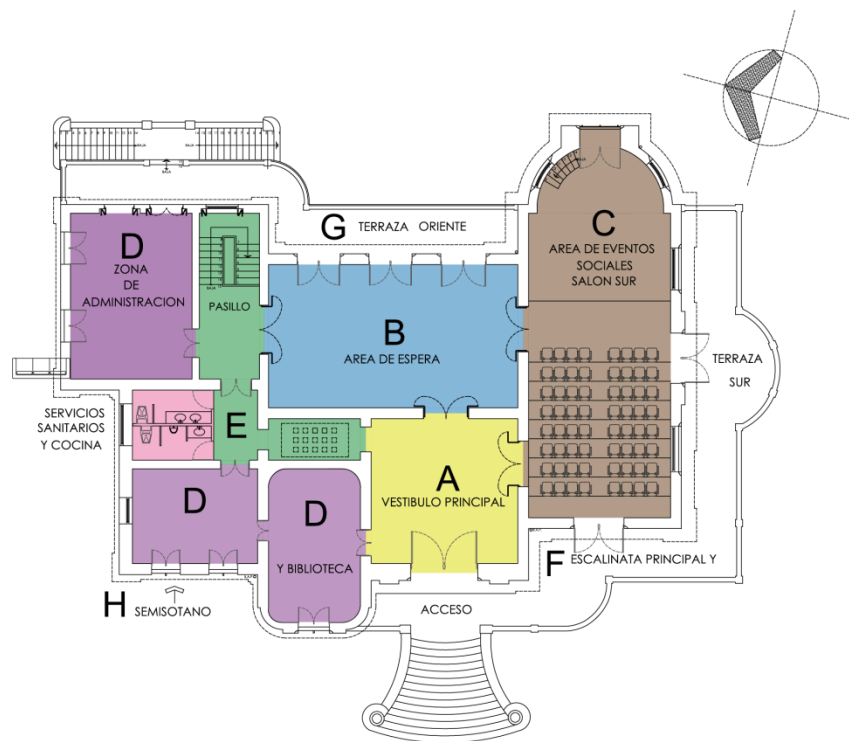 G TERRAZA ORIENTE
C
AREA DE EVENTOS
SOCIALES
SALON SUR
D
ZONA
DE
ADMINISTRACION
PASILLO
B
AREA DE ESPERA
TERRAZA
SUR
SERVICIOS
SANITARIOS
Y COCINA
E
A
VESTIBULO PRINCIPAL
D
D
Y BIBLIOTECA
F ESCALINATA PRINCIPAL Y
H SEMISOTANO
ACCESO